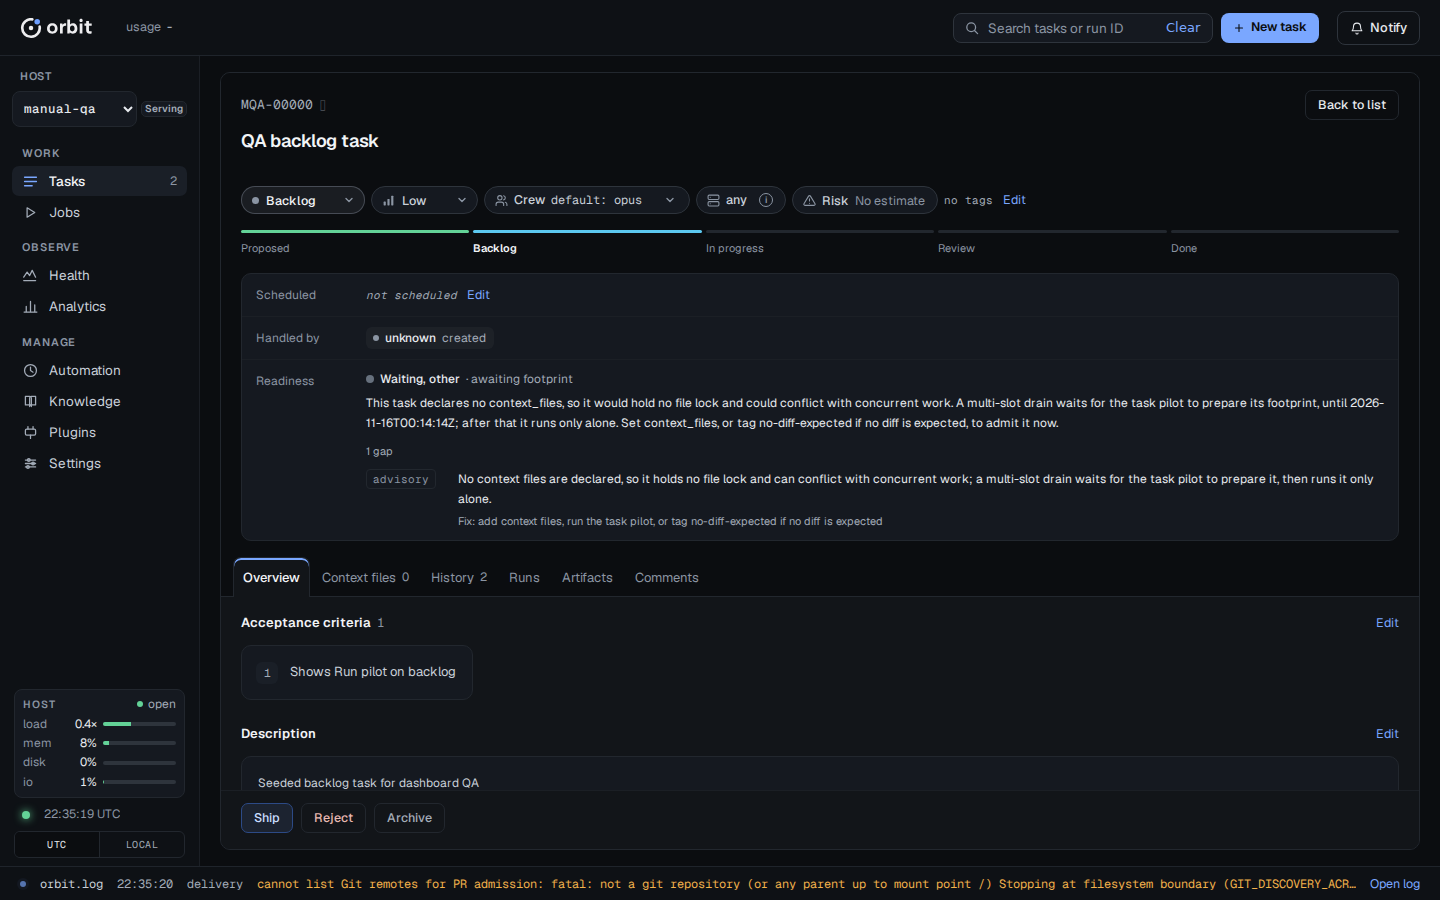 orbit
usage -
Search tasks or run ID
Clear
+ New task
Notify
HOST
manual-qa
Serving
WORK
Tasks 2
Jobs
OBSERVE
Health
Analytics
MANAGE
Automation
Knowledge
Plugins
Settings
HOST open
load 0.4×
mem 8%
disk 0%
io 1%
22:35:19 UTC
UTC LOCAL
MQA-00000
Back to list
QA backlog task
Backlog
Low
Crew default: opus
any
Risk No estimate
no tags Edit
Proposed
Backlog
In progress
Review
Done
Scheduled not scheduled Edit
Handled by unknown created
Readiness Waiting, other · awaiting footprint
This task declares no context_files, so it would hold no file lock and could conflict with concurrent work. A multi-slot drain waits for the task pilot to prepare its footprint, until 2026-
11-16T00:14:14Z; after that it runs only alone. Set context_files, or tag no-diff-expected if no diff is expected, to admit it now.
1 gap
advisory No context files are declared, so it holds no file lock and can conflict with concurrent work; a multi-slot drain waits for the task pilot to prepare it, then runs it only
alone.
Fix: add context files, run the task pilot, or tag no-diff-expected if no diff is expected
Overview
Context files 0
History 2
Runs
Artifacts
Comments
Acceptance criteria 1 Edit
1 Shows Run pilot on backlog
Description Edit
Seeded backlog task for dashboard QA
Ship
Reject
Archive
orbit.log 22:35:20 delivery cannot list Git remotes for PR admission: fatal: not a git repository (or any parent up to mount point /) Stopping at filesystem boundary (GIT_DISCOVERY_ACR… Open log